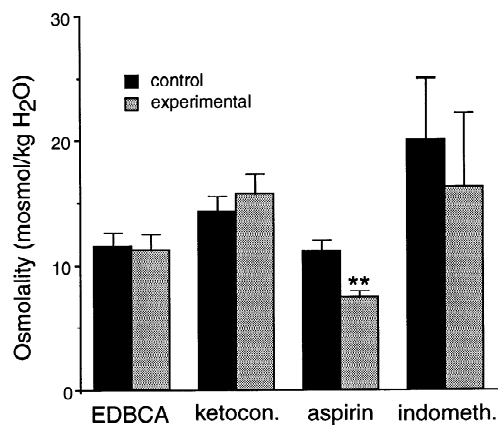 30
20
10
0
Osmolality (mosmol/kg H₂O)
control
experimental
**
EDBCA ketocon. aspirin indometh.